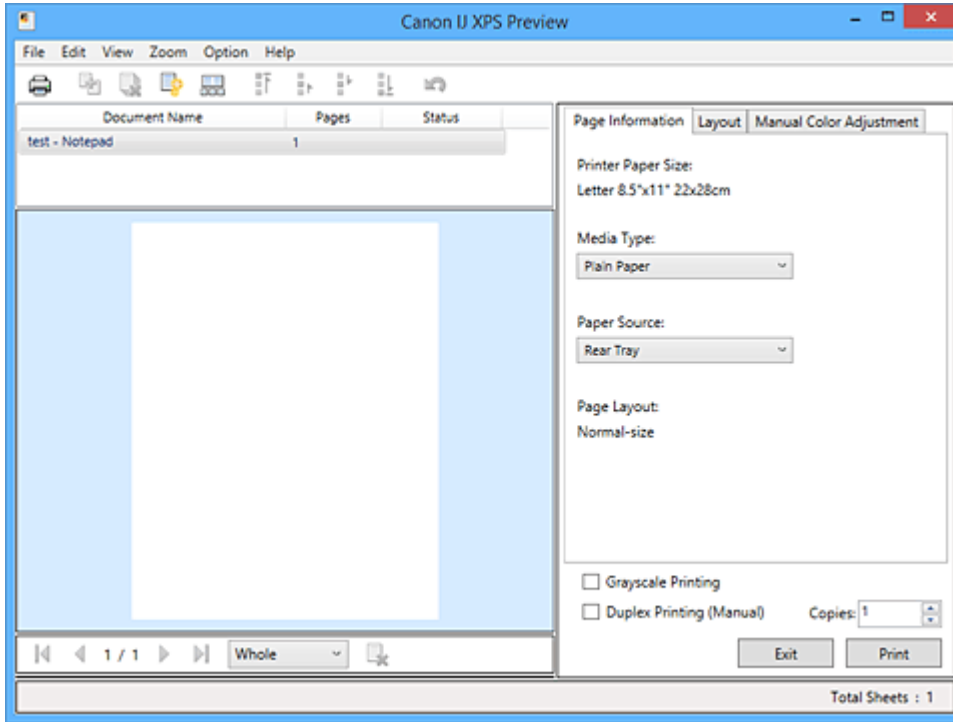 Canon IJ XPS Preview
File Edit View Zoom Option Help
Document Name Pages Status
test - Notepad 1
Page Information Layout Manual Color Adjustment
Printer Paper Size:
Letter 8.5"x11" 22x28cm
Media Type:
Plain Paper
Paper Source:
Rear Tray
Page Layout:
Normal-size
Grayscale Printing
Duplex Printing (Manual) Copies: 1
1 / 1 Whole
Exit Print
Total Sheets : 1